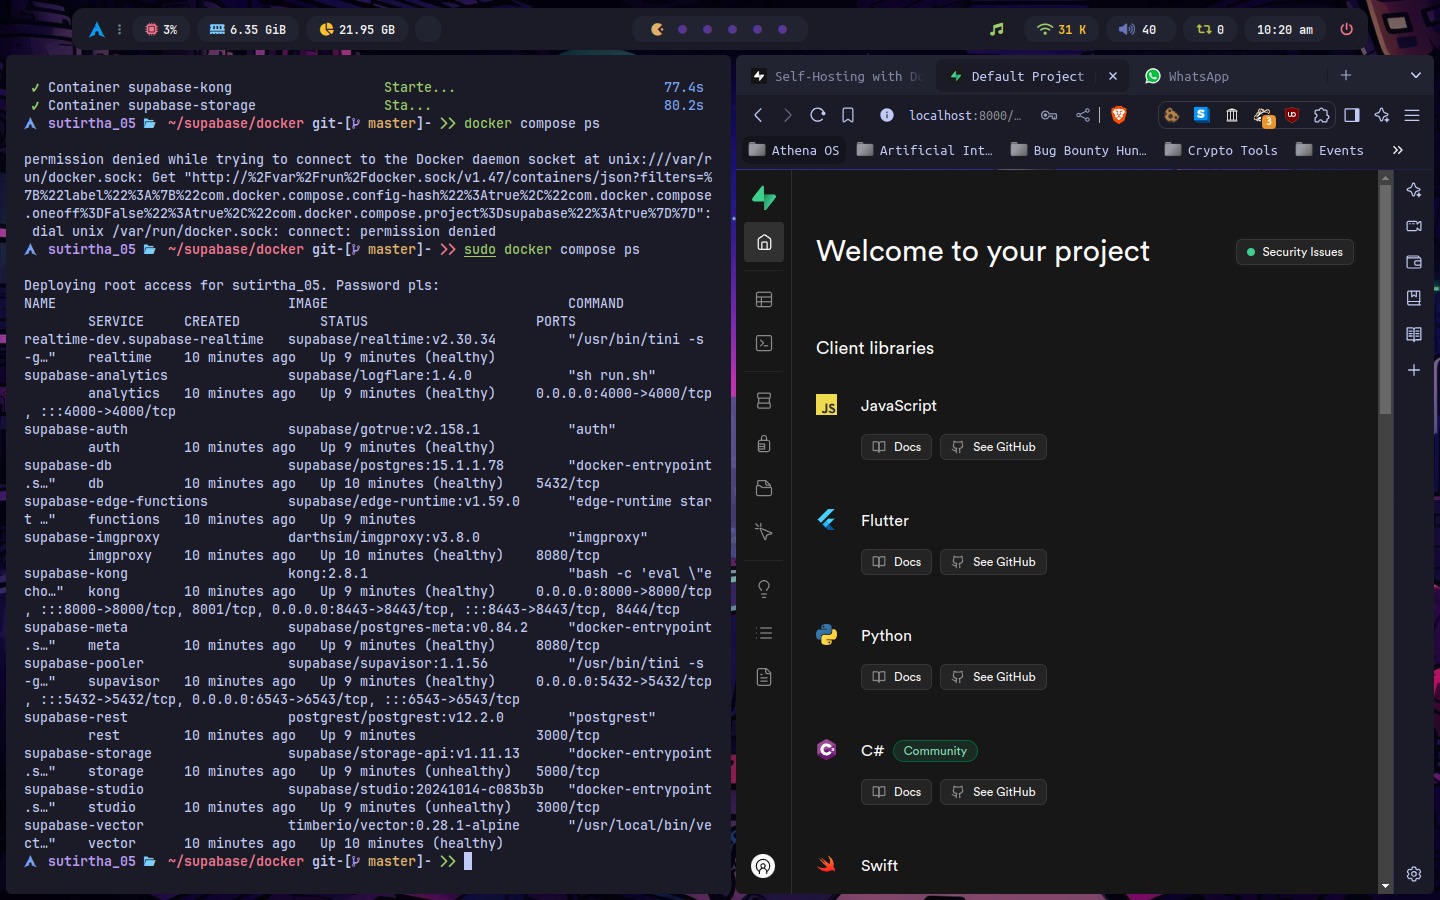 3%
6.35 GiB
21.95 GB
31 K
40
0
10:20 am
✓ Container supabase-kong Starte... 77.4s
✓ Container supabase-storage Sta... 80.2s
sutirtha_05 ~/supabase/docker git-[ master]- >> docker compose ps
permission denied while trying to connect to the Docker daemon socket at unix:///var/r
un/docker.sock: Get "http://%2Fvar%2Frun%2Fdocker.sock/v1.47/containers/json?filters=%
7B%22label%22%3A%7B%22com.docker.compose.config-hash%22%3Atrue%2C%22com.docker.compose
.oneoff%3DFalse%22%3Atrue%2C%22com.docker.compose.project%3Dsupabase%22%3Atrue%7D%7D":
dial unix /var/run/docker.sock: connect: permission denied
sutirtha_05 ~/supabase/docker git-[ master]- >> sudo docker compose ps
Deploying root access for sutirtha_05. Password pls:
NAME IMAGE COMMAND
SERVICE CREATED STATUS PORTS
realtime-dev.supabase-realtime supabase/realtime:v2.30.34 "/usr/bin/tini -s
-g…" realtime 10 minutes ago Up 9 minutes (healthy)
supabase-analytics supabase/logflare:1.4.0 "sh run.sh"
analytics 10 minutes ago Up 9 minutes (healthy) 0.0.0.0:4000->4000/tcp
, :::4000->4000/tcp
supabase-auth supabase/gotrue:v2.158.1 "auth"
auth 10 minutes ago Up 9 minutes (healthy)
supabase-db supabase/postgres:15.1.1.78 "docker-entrypoint
.s…" db 10 minutes ago Up 10 minutes (healthy) 5432/tcp
supabase-edge-functions supabase/edge-runtime:v1.59.0 "edge-runtime star
t …" functions 10 minutes ago Up 9 minutes
supabase-imgproxy darthsim/imgproxy:v3.8.0 "imgproxy"
imgproxy 10 minutes ago Up 10 minutes (healthy) 8080/tcp
supabase-kong kong:2.8.1 "bash -c 'eval \"e
cho…" kong 10 minutes ago Up 9 minutes (healthy) 0.0.0.0:8000->8000/tcp
, :::8000->8000/tcp, 8001/tcp, 0.0.0.0:8443->8443/tcp, :::8443->8443/tcp, 8444/tcp
supabase-meta supabase/postgres-meta:v0.84.2 "docker-entrypoint
.s…" meta 10 minutes ago Up 9 minutes (healthy) 8080/tcp
supabase-pooler supabase/supavisor:1.1.56 "/usr/bin/tini -s
-g…" supavisor 10 minutes ago Up 9 minutes (healthy) 0.0.0.0:5432->5432/tcp
, :::5432->5432/tcp, 0.0.0.0:6543->6543/tcp, :::6543->6543/tcp
supabase-rest postgrest/postgrest:v12.2.0 "postgrest"
rest 10 minutes ago Up 9 minutes 3000/tcp
supabase-storage supabase/storage-api:v1.11.13 "docker-entrypoint
.s…" storage 10 minutes ago Up 9 minutes (unhealthy) 5000/tcp
supabase-studio supabase/studio:20241014-c083b3b "docker-entrypoint
.s…" studio 10 minutes ago Up 9 minutes (unhealthy) 3000/tcp
supabase-vector timberio/vector:0.28.1-alpine "/usr/local/bin/ve
ct…" vector 10 minutes ago Up 10 minutes (healthy)
sutirtha_05 ~/supabase/docker git-[ master]- >>
Self-Hosting with Do
Default Project
WhatsApp
localhost:8000/…
3
Athena OS
Artificial Int…
Bug Bounty Hun…
Crypto Tools
Events
Welcome to your project
Security Issues
Client libraries
JS
JavaScript
Docs
See GitHub
Flutter
Docs
See GitHub
Python
Docs
See GitHub
C#
Community
Docs
See GitHub
Swift